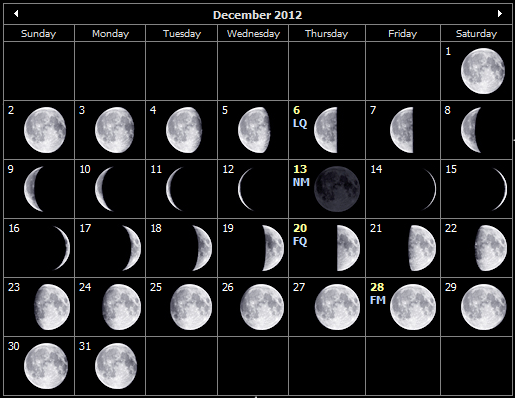 December 2012
Sunday Monday Tuesday Wednesday Thursday Friday Saturday
1
2 3 4 5 6 7 8
LQ
9 10 11 12 13 14 15
NM
16 17 18 19 20 21 22
FQ
23 24 25 26 27 28 29
FM
30 31